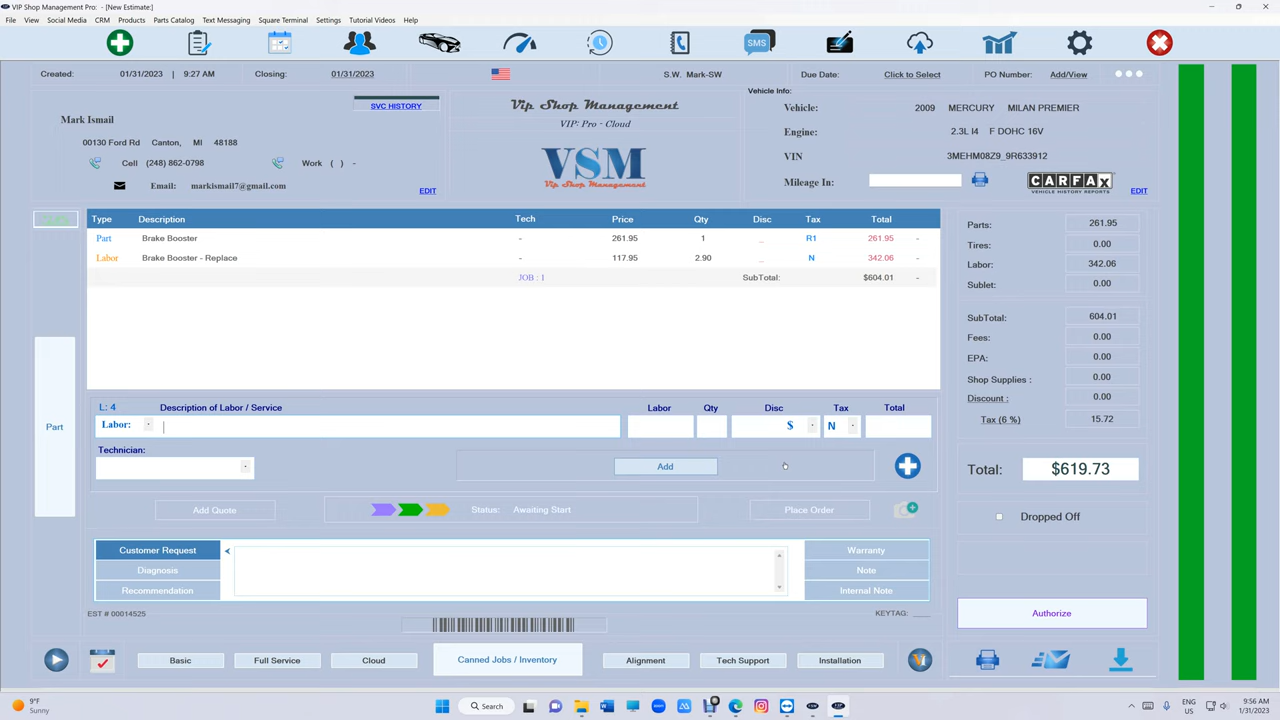 VIP Shop Management Pro: - [New Estimate:]
File View Social Media CRM Products Parts Catalog Text Messaging Square Terminal Settings Tutorial Videos Help
SMS
Created: 01/31/2023 | 9:27 AM Closing: 01/31/2023 S.W. Mark-SW Due Date: Click to Select PO Number: Add/View
SVC HISTORY
Mark Ismail
00130 Ford Rd Canton, MI 48188
Cell (248) 862-0798 Work ( ) -
Email: markismail7@gmail.com
EDIT
Vip Shop Management
VIP: Pro - Cloud
VSM
Vip Shop Management
Vehicle Info:
Vehicle: 2009 MERCURY MILAN PREMIER
Engine: 2.3L I4 F DOHC 16V
VIN 3MEHM08Z9_9R633912
Mileage In:
CARFAX
VEHICLE HISTORY REPORTS
EDIT
Type Description Tech Price Qty Disc Tax Total
Part Brake Booster - 261.95 1 _ R1 261.95 -
Labor Brake Booster - Replace - 117.95 2.90 _ N 342.06 -
JOB : 1 SubTotal: $604.01 -
Part
L: 4 Description of Labor / Service Labor Qty Disc Tax Total
Labor: $ N
Technician:
Add
Add Quote Status: Awaiting Start Place Order
Customer Request
Diagnosis
Recommendation
Warranty
Note
Internal Note
EST # 00014525 KEYTAG: ____
Parts: 261.95
Tires: 0.00
Labor: 342.06
Sublet: 0.00
SubTotal: 604.01
Fees: 0.00
EPA: 0.00
Shop Supplies : 0.00
Discount : 0.00
Tax (6 %) 15.72
Total: $619.73
Dropped Off
Authorize
Basic Full Service Cloud Canned Jobs / Inventory Alignment Tech Support Installation
9°F
Sunny
Search
ENG
US
9:56 AM
1/31/2023